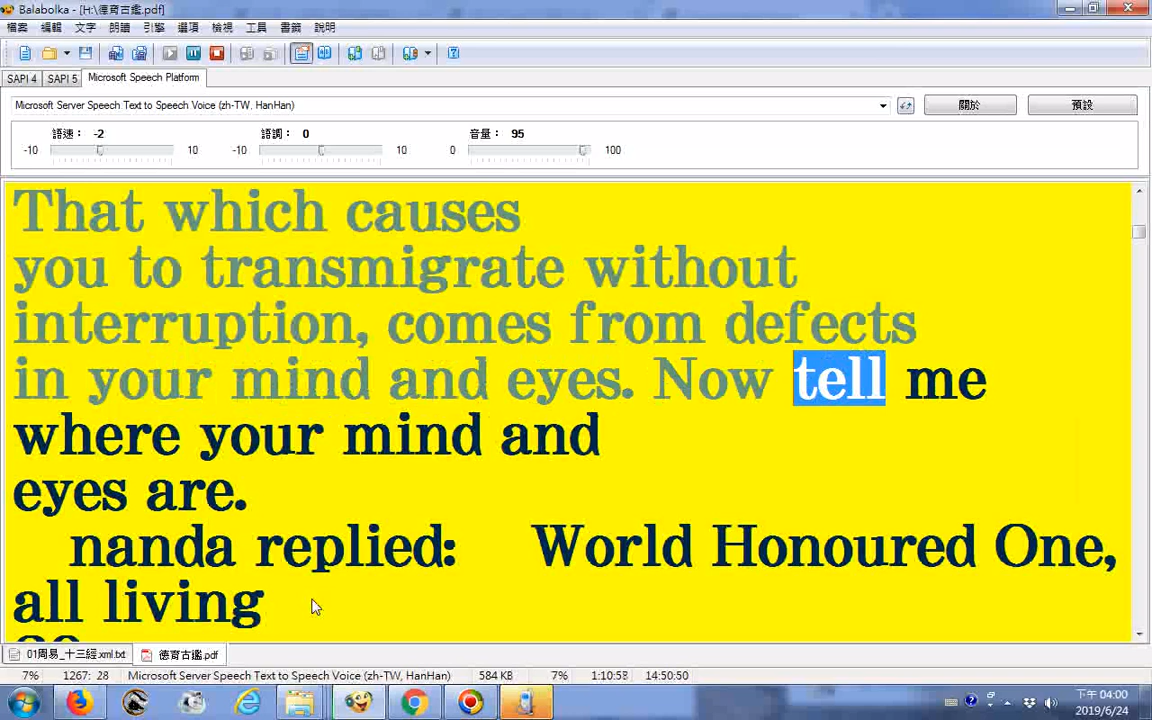 Balabolka - [H:\德育古鑑.pdf]
檔案 編輯 文字 朗讀 引擎 選項 檢視 工具 書籤 說明
SAPI 4 SAPI 5 Microsoft Speech Platform
Microsoft Server Speech Text to Speech Voice (zh-TW, HanHan) 關於 預設
語速： -2 語調： 0 音量： 95
-10 10 -10 10 0 100
That which causes
you to transmigrate without
interruption, comes from defects
in your mind and eyes. Now tell me
where your mind and
eyes are.
nanda replied: World Honoured One,
all living
01周易_十三經.xml.txt 德育古鑑.pdf
7% 1267: 28 Microsoft Server Speech Text to Speech Voice (zh-TW, HanHan) 584 KB 7% 1:10:58 14:50:50
下午 04:00
2019/6/24